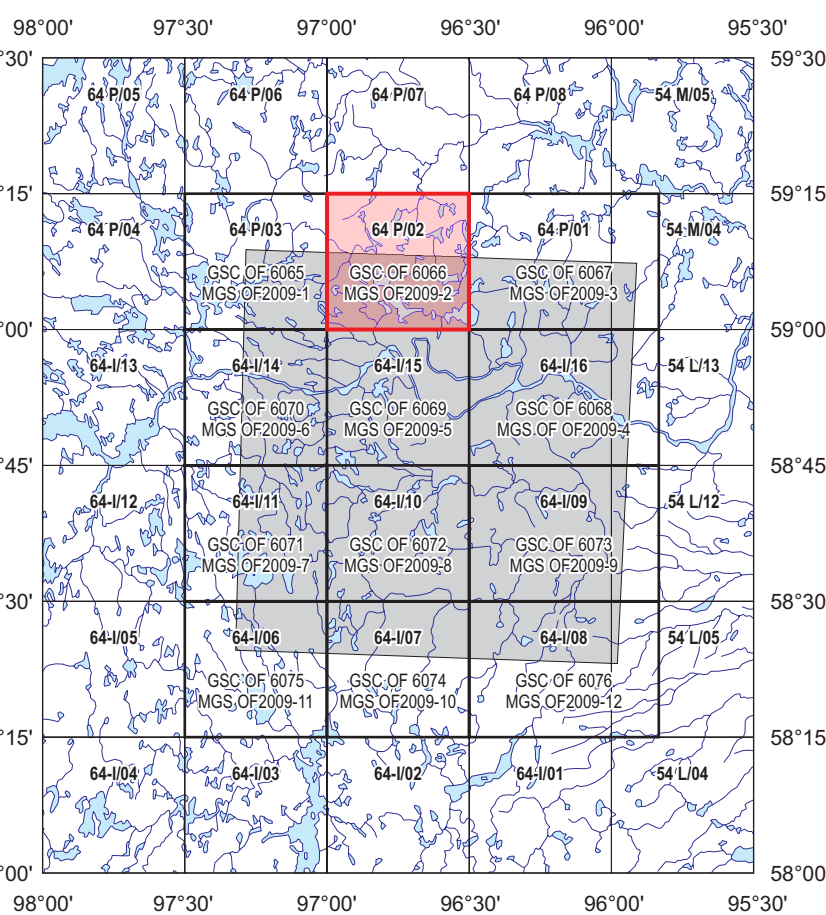 98°00' 97°30' 97°00' 96°30' 96°00' 95°30'
°30' 59°30
64 P/05 64 P/06 64 P/07 64 P/08 54 M/05
°15' 59°15'
64 P/04 64 P/03 64 P/02 64 P/01 54 M/04
GSC OF 6065 GSC OF 6066 GSC OF 6067
MGS OF2009-1 MGS OF2009-2 MGS OF2009-3
°00' 59°00'
64-I/13 64-I/14 64-I/15 64-I/16 54 L/13
GSC OF 6070 GSC OF 6069 GSC OF 6068
MGS OF2009-6 MGS OF2009-5 MGS.OF OF2009-4
°45' 58°45'
64-I/12 64-I/11 64-I/10 64-I/09 54 L/12
GSC OF 6071 GSC OF 6072 GSC OF 6073
MGS OF2009-7 MGS OF2009-8 MGS OF2009-9
°30' 58°30'
64-I/05 64-I/06 64-I/07 64-I/08 54 L/05
GSC OF 6075 GSC OF 6074 GSC OF 6076
MGS OF2009-11 MGS OF2009-10 MGS OF2009-12
°15' 58°15'
64-I/04 64-I/03 64-I/02 64-I/01 54 L/04
°00' 58°00'
98°00' 97°30' 97°00' 96°30' 96°00' 95°30'